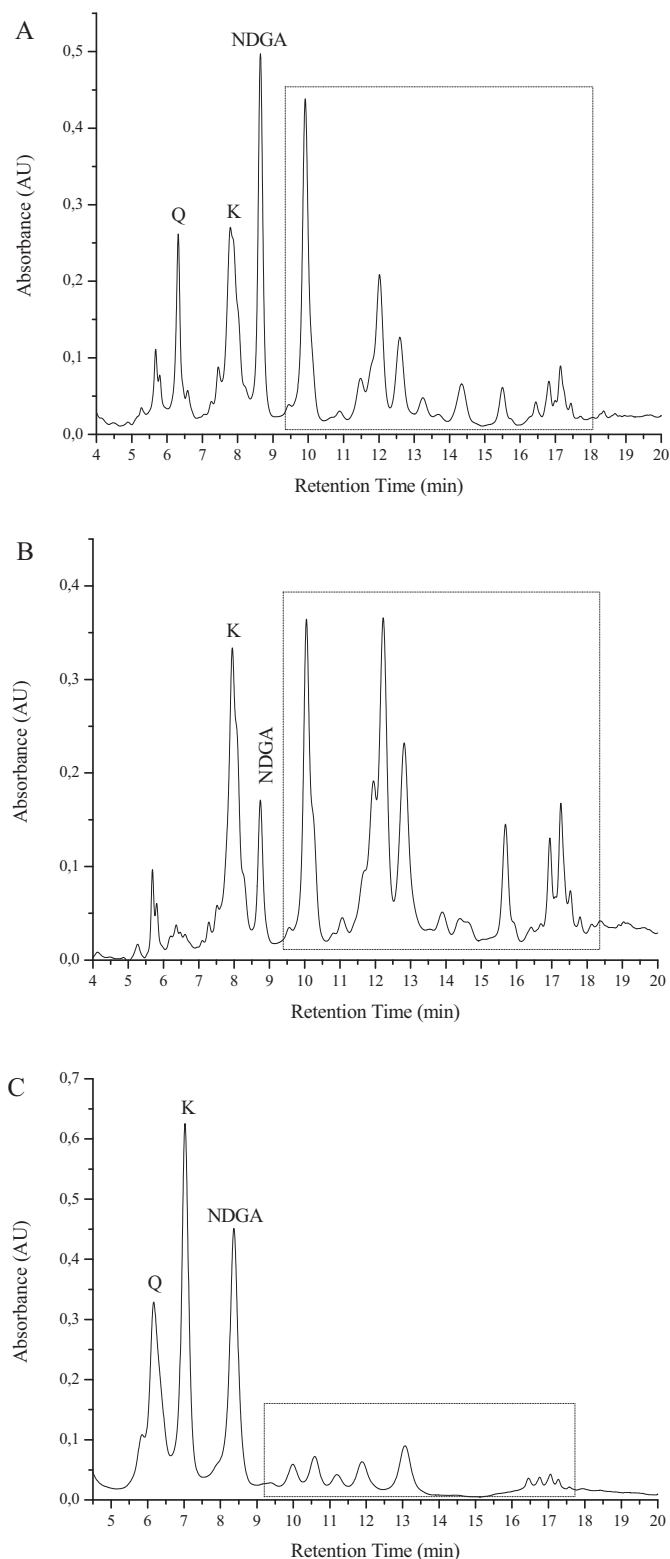 A
NDGA
0,5
0,4
0,3
Q
K
0,2
0,1
0,0
Absorbance (AU)
4 5 6 7 8 9 10 11 12 13 14 15 16 17 18 19 20
Retention Time (min)
B
0,4
K
0,3
NDGA
0,2
0,1
0,0
Absorbance (AU)
4 5 6 7 8 9 10 11 12 13 14 15 16 17 18 19 20
Retention Time (min)
C
0,7
K
0,6
0,5
NDGA
0,4
Q
0,3
0,2
0,1
0,0
Absorbance (AU)
5 6 7 8 9 10 11 12 13 14 15 16 17 18 19 20
Retention Time (min)